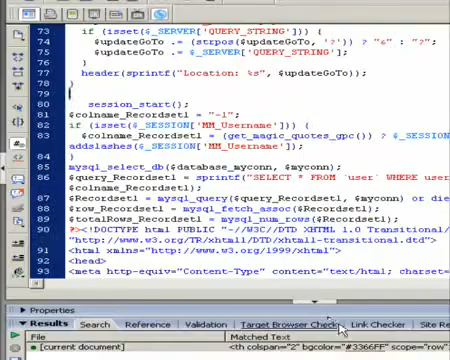 73 if (isset($_SERVER['QUERY_STRING'])) {
74 $updateGoTo .= (strpos($updateGoTo, '?')) ? "&" : "?";
75 $updateGoTo .= $_SERVER['QUERY_STRING'];
76 }
77 header(sprintf("Location: %s", $updateGoTo));
78 }
79
80 session_start();
81 $colname_Recordset1 = "-1";
82 if (isset($_SESSION['MM_Username'])) {
83 $colname_Recordset1 = (get_magic_quotes_gpc()) ? $_SESSION
addslashes($_SESSION['MM_Username']);
84 }
85 mysql_select_db($database_myconn, $myconn);
86 $query_Recordset1 = sprintf("SELECT * FROM `user` WHERE user
$colname_Recordset1);
87 $Recordset1 = mysql_query($query_Recordset1, $myconn) or die
88 $row_Recordset1 = mysql_fetch_assoc($Recordset1);
89 $totalRows_Recordset1 = mysql_num_rows($Recordset1);
90 ?><!DOCTYPE html PUBLIC "-//W3C//DTD XHTML 1.0 Transitional/
"http://www.w3.org/TR/xhtml1/DTD/xhtml1-transitional.dtd">
91 <html xmlns="http://www.w3.org/1999/xhtml">
92 <head>
93 <meta http-equiv="Content-Type" content="text/html; charset=
Properties
Results Search Reference Validation Target Browser Check Link Checker Site Re
File Matched Text
[current document] <th colspan="2" bgcolor="#3366FF" scope="row"